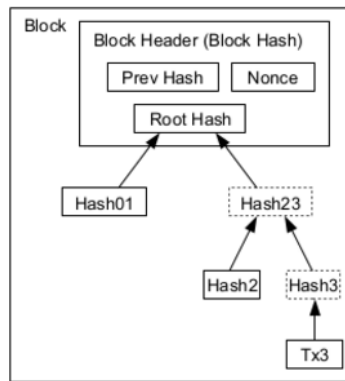 Block
Block Header (Block Hash)
Prev Hash
Nonce
Root Hash
Hash01
Hash23
Hash2
Hash3
Tx3